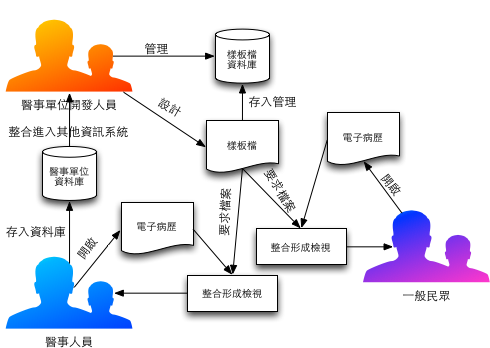 管理
樣板檔
資料庫
醫事單位開發人員
設計
存入管理
整合進入其他資訊系統
樣板檔
電子病歷
醫事單位
資料庫
要求檔案
要求檔案
開啟
存入資料庫
開啟
電子病歷
整合形成檢視
整合形成檢視
一般民眾
醫事人員